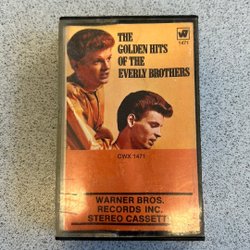 THE
GOLDEN HITS
OF THE
EVERLY BROTHERS
W
1471
CWX 1471
WARNER BROS.
RECORDS INC.
STEREO CASSETTE